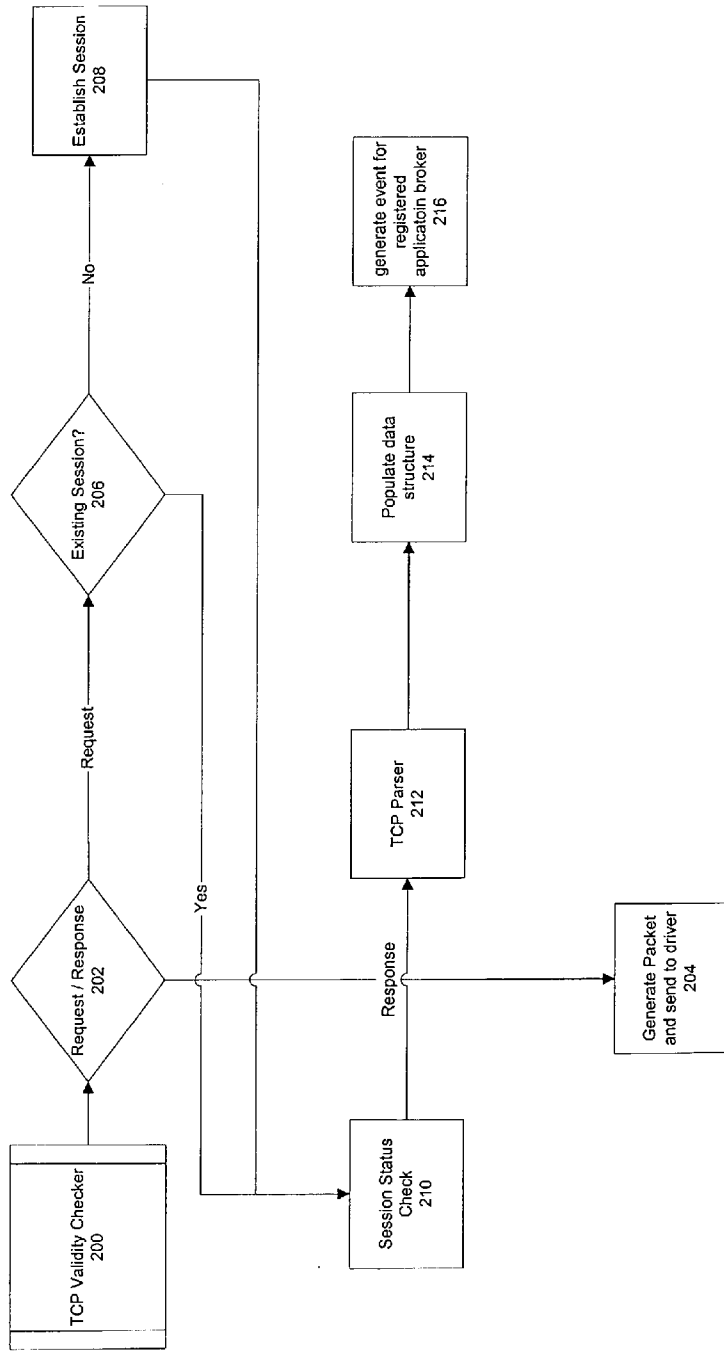 TCP Validity Checker
200
Request / Response
202
Request
Existing Session?
206
No
Establish Session
208
Yes
Session Status
Check
210
Response
TCP Parser
212
Populate data
structure
214
generate event for
registered
applicatoin broker
216
Generate Packet
and send to driver
204